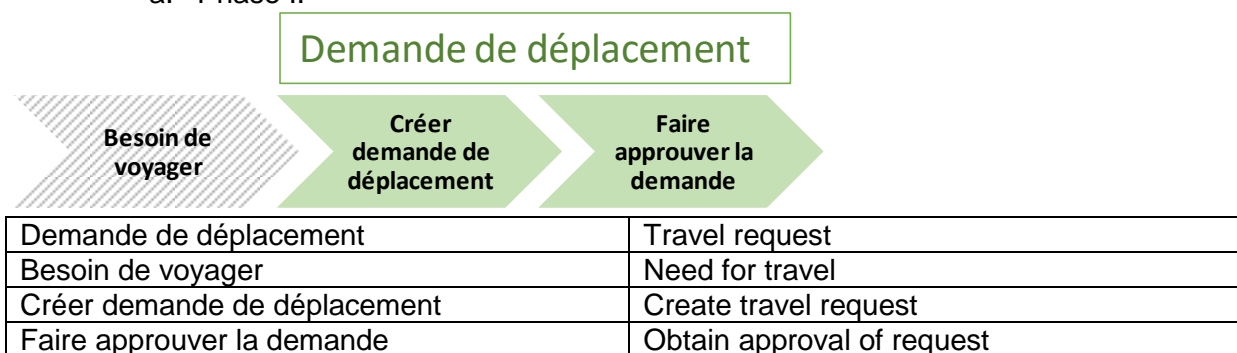 a. Phase I.
Demande de déplacement
Besoin de
voyager
Créer
demande de
déplacement
Faire
approuver la
demande
Demande de déplacement Travel request
Besoin de voyager Need for travel
Créer demande de déplacement Create travel request
Faire approuver la demande Obtain approval of request